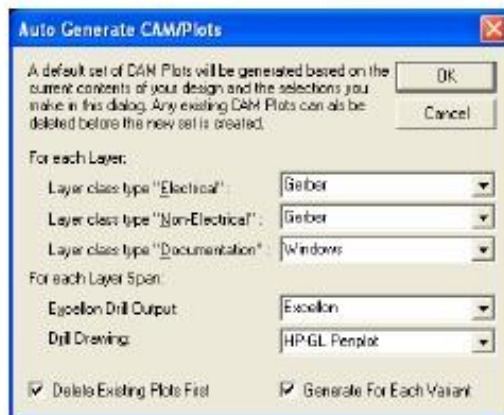 Auto Generate CAM/Plots
A default set of CAM Plots will be generated based on the
current contents of your design and the selections you
make in this dialog. Any existing CAM Plots can als be
deleted before the new set is created.
OK
Cancel
For each Layer:
Layer class type "Electrical" : Gerber
Layer class type "Non-Electrical" : Gerber
Layer class type "Documentation" : Windows
For each Layer Span:
Excellon Drill Output: Excellon
Drill Drawing: HP-GL Penplot
Delete Existing Plots First Generate For Each Variant